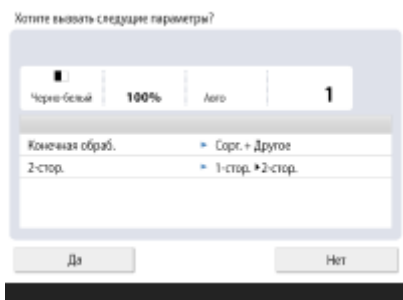 Хотите вызвать следущие параметры?
Черно-белый 100% Авто 1
Конечная обраб. ► Сорт. + Другое
2-стор. ► 1-стор. ►2-стор.
Да Нет